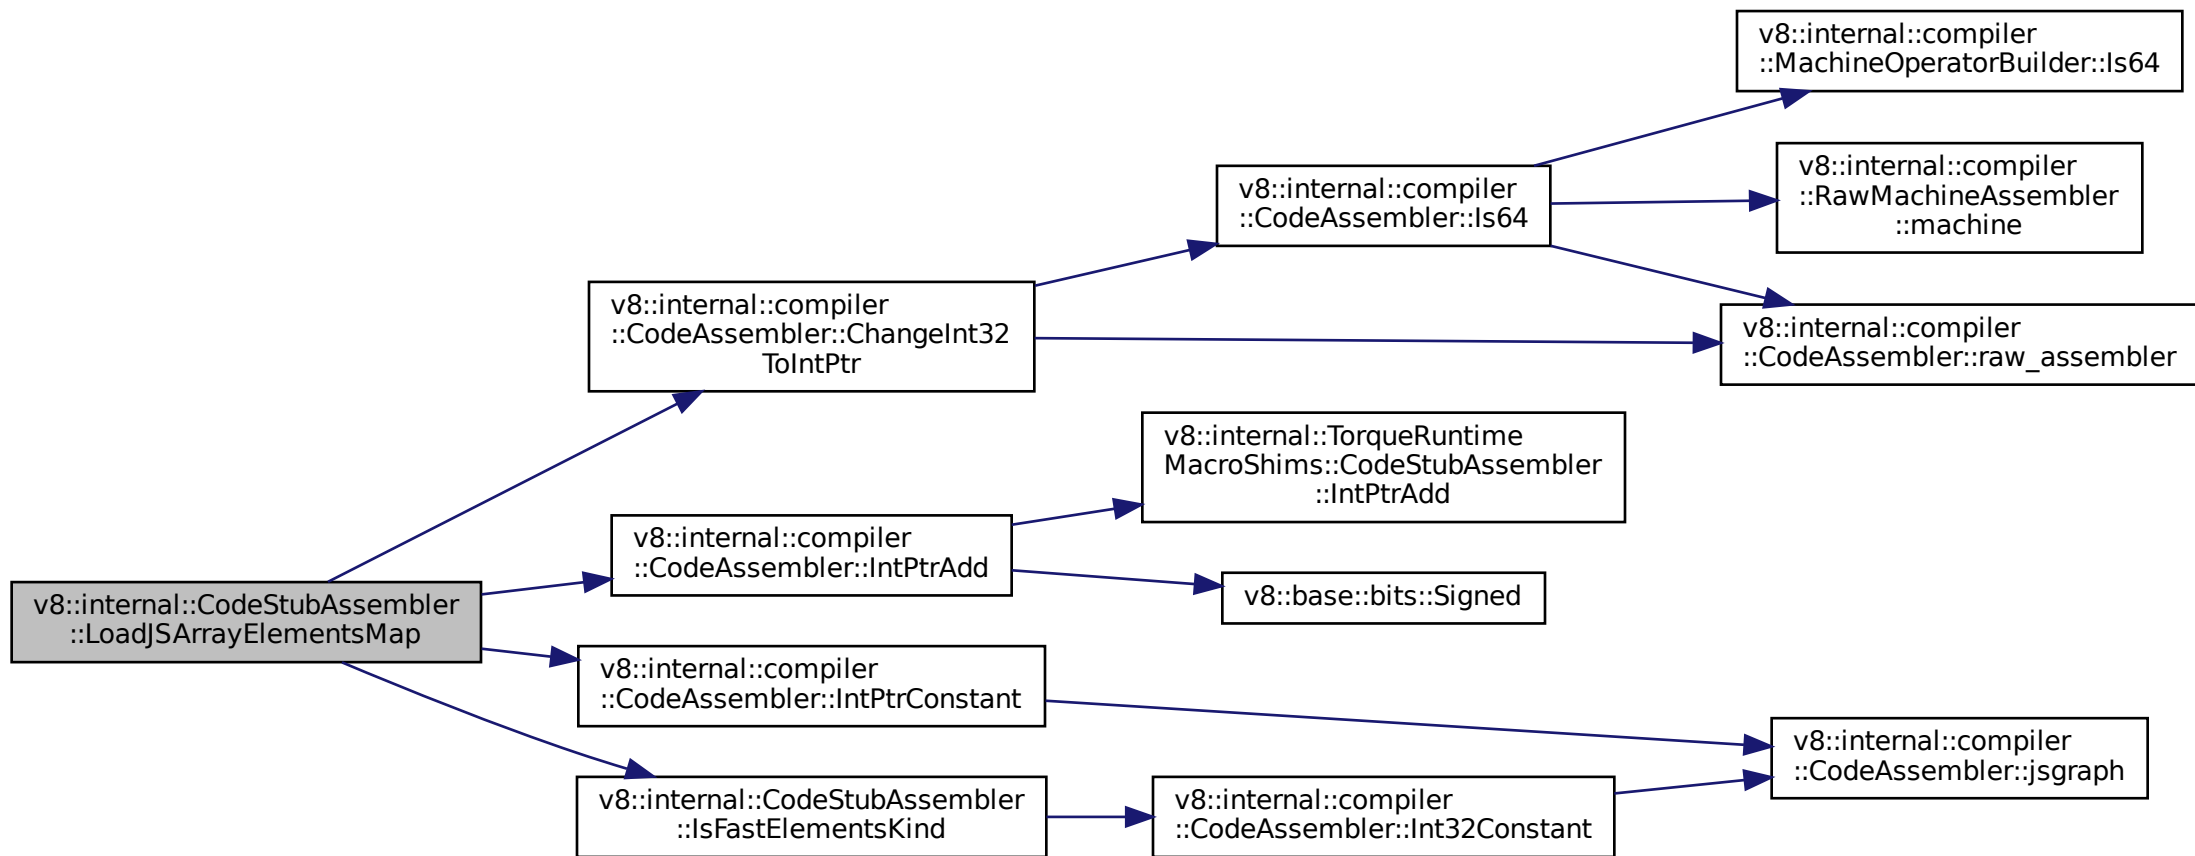 v8::internal::compiler
::MachineOperatorBuilder::Is64
v8::internal::compiler
::RawMachineAssembler
::machine
v8::internal::compiler
::CodeAssembler::Is64
v8::internal::compiler
::CodeAssembler::ChangeInt32
ToIntPtr
v8::internal::compiler
::CodeAssembler::raw_assembler
v8::internal::TorqueRuntime
MacroShims::CodeStubAssembler
::IntPtrAdd
v8::internal::compiler
::CodeAssembler::IntPtrAdd
v8::base::bits::Signed
v8::internal::CodeStubAssembler
::LoadJSArrayElementsMap
v8::internal::compiler
::CodeAssembler::IntPtrConstant
v8::internal::compiler
::CodeAssembler::jsgraph
v8::internal::CodeStubAssembler
::IsFastElementsKind
v8::internal::compiler
::CodeAssembler::Int32Constant